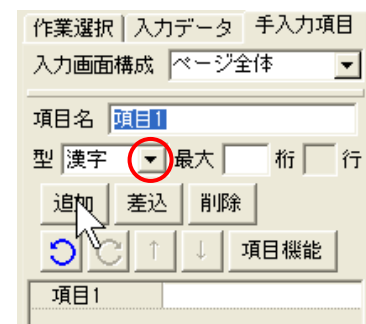 作業選択 入力データ 手入力項目
入力画面構成 ページ全体
項目名 項目1
型 漢字 最大 桁 行
追加 差込 削除
↑ ↓ 項目機能
項目1